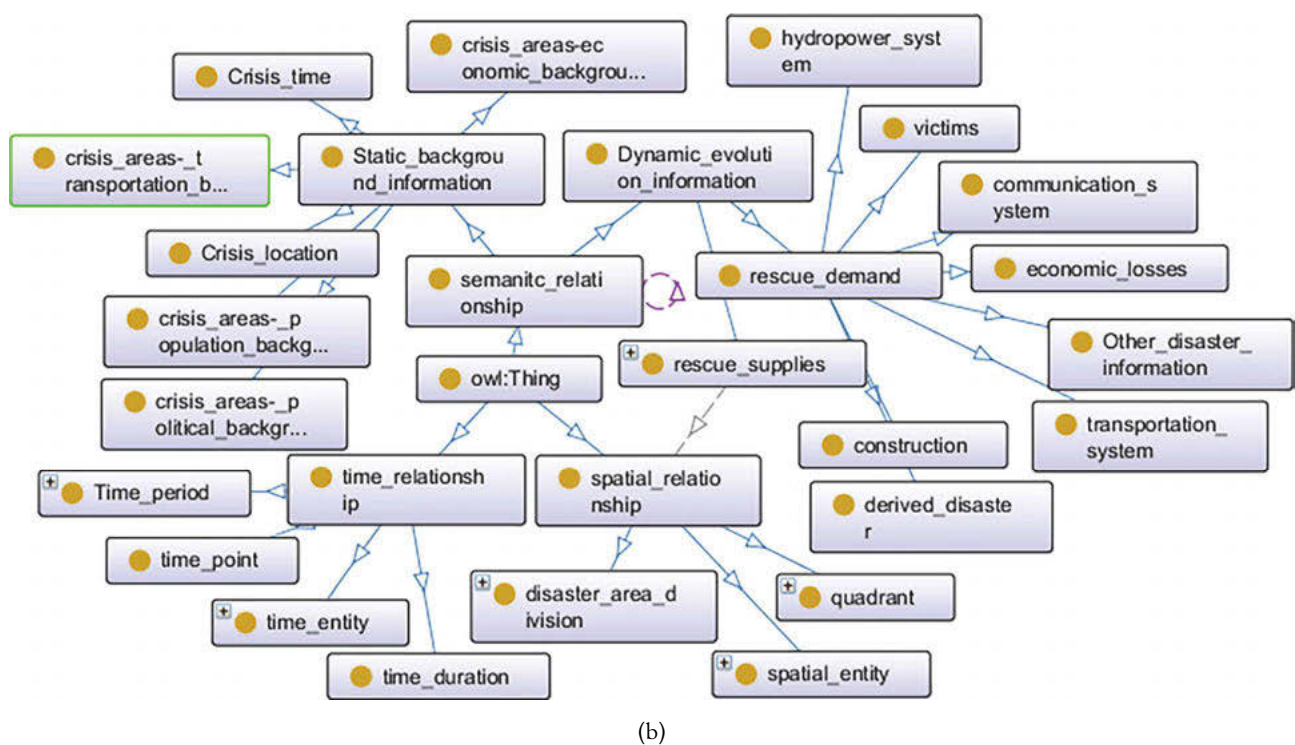 crisis_areas-ec
onomic_backgrou...
hydropower_syst
em
Crisis_time
victims
crisis_areas-_t
ransportation_b...
Static_backgrou
nd_information
Dynamic_evoluti
on_information
communication_s
ystem
Crisis_location
semanitc_relati
onship
rescue_demand
economic_losses
crisis_areas-_p
opulation_backg...
rescue_supplies
Other_disaster_
information
owl:Thing
crisis_areas-_p
olitical_backgr...
construction
transportation_
system
Time_period
time_relationsh
ip
spatial_relatio
nship
derived_disaste
r
time_point
time_entity
disaster_area_d
ivision
quadrant
time_duration
spatial_entity
(b)